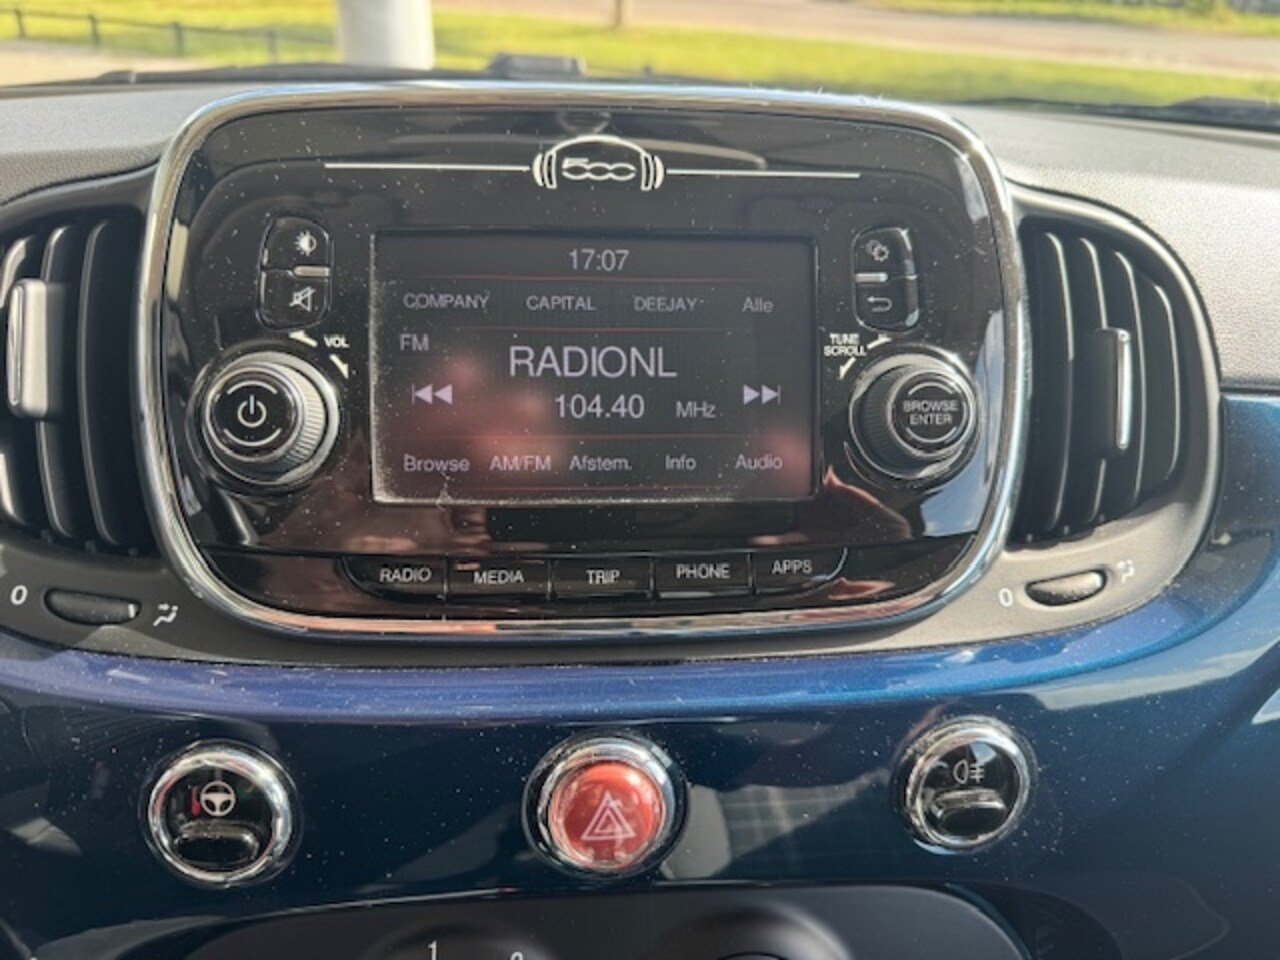 500
17:07
COMPANY CAPITAL DEEJAY Alle
FM
RADIONL
104.40 MHz
Browse AM/FM Afstem. Info Audio
VOL
TUNE
SCROLL
BROWSE
ENTER
RADIO MEDIA TRIP PHONE APPS
0
0
1